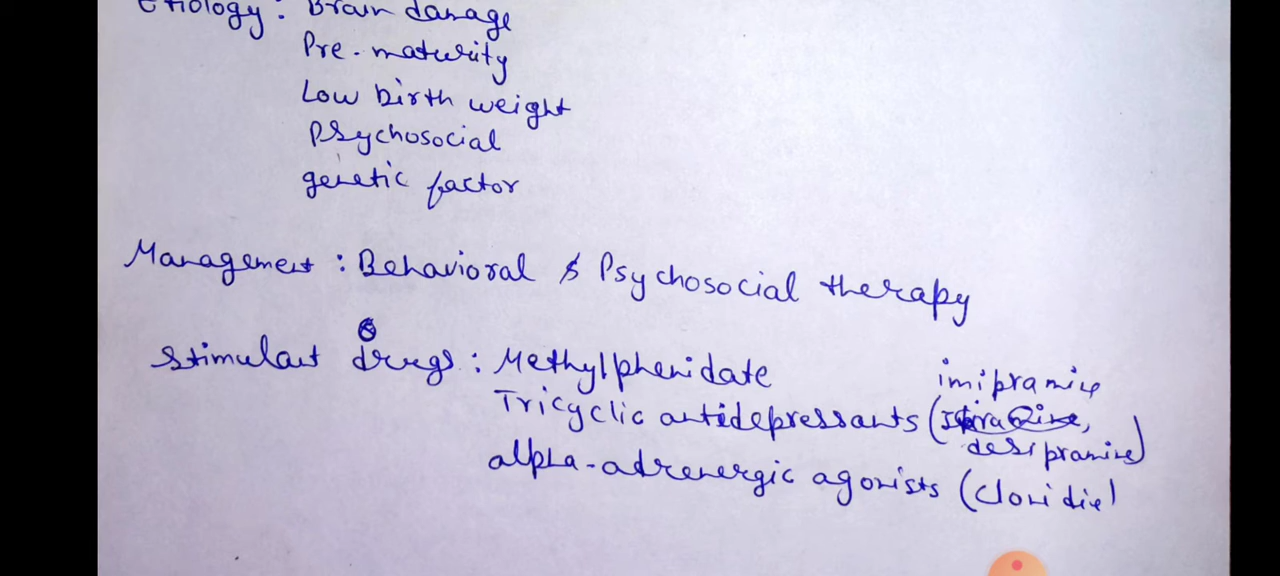 Etiology : Brain damage
Pre-maturity
Low birth weight
Psychosocial
genetic factor
Management : Behavioral & Psychosocial therapy
Stimulant drugs : Methylphenidate
imipramine
Tricyclic antidepressants (
desipramine)
alpha-adrenergic agonists (Clonidine)